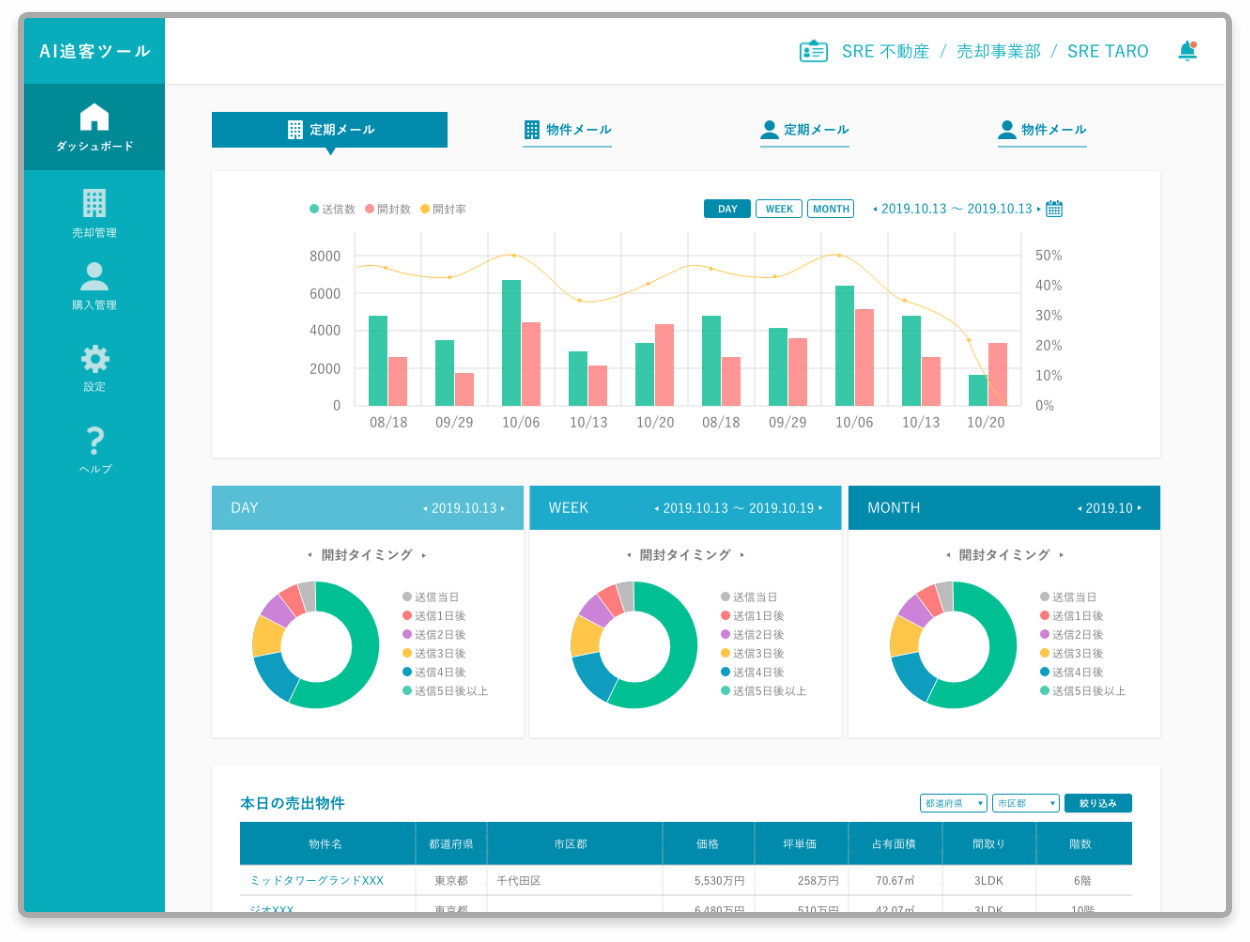 AI追客ツール
SRE 不動産 / 売却事業部 / SRE TARO
ダッシュボード
売却管理
購入管理
設定
ヘルプ
定期メール
物件メール
定期メール
物件メール
送信数 開封数 開封率
DAY WEEK MONTH
2019.10.13 〜 2019.10.13
8000
6000
4000
2000
0
50%
40%
30%
20%
10%
0%
08/18 09/29 10/06 10/13 10/20 08/18 09/29 10/06 10/13 10/20
DAY
2019.10.13
開封タイミング
送信当日
送信1日後
送信2日後
送信3日後
送信4日後
送信5日後以上
WEEK
2019.10.13 〜 2019.10.19
開封タイミング
送信当日
送信1日後
送信2日後
送信3日後
送信4日後
送信5日後以上
MONTH
2019.10
開封タイミング
送信当日
送信1日後
送信2日後
送信3日後
送信4日後
送信5日後以上
本日の売出物件
都道府県 市区郡 絞り込み
物件名 都道府県 市区郡 価格 坪単価 占有面積 間取り 階数
ミッドタワーグランドXXX 東京都 千代田区 5,530万円 258万円 70.67㎡ 3LDK 6階
ジオXXX 東京都 6,480万円 510万円 42.07㎡ 3LDK 10階